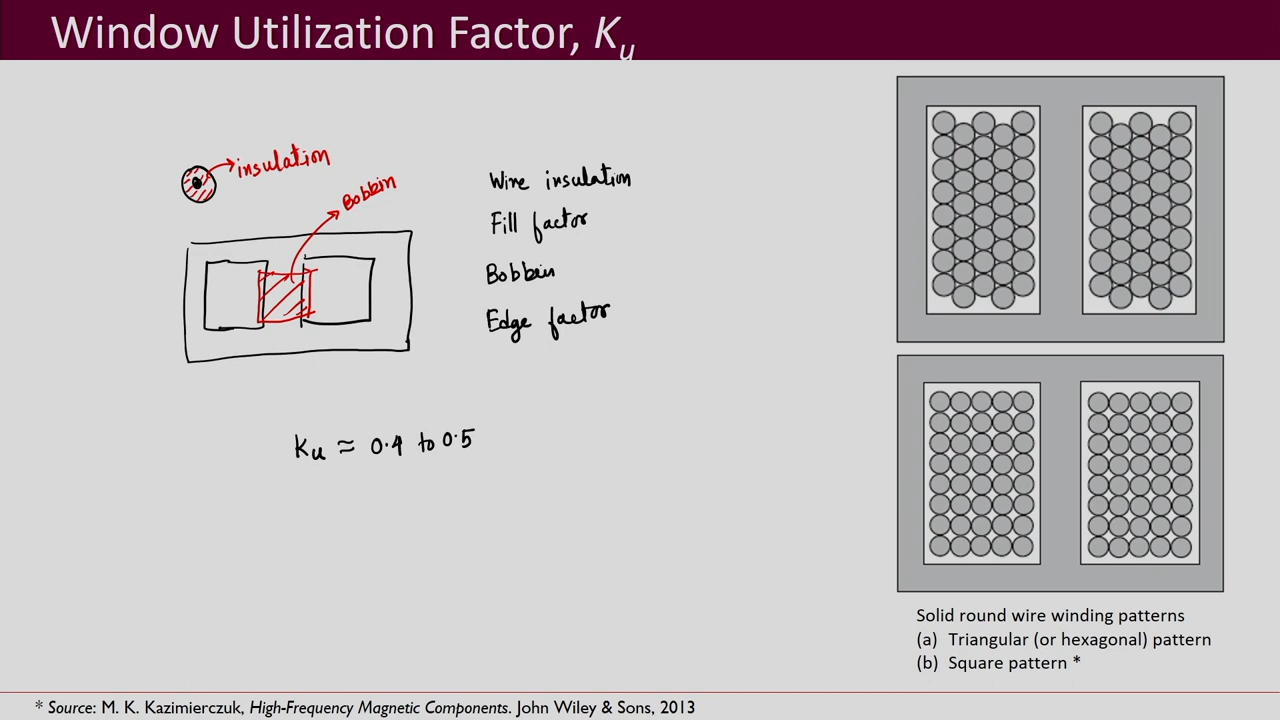 Window Utilization Factor, Ku
insulation
Bobbin
Wire insulation
Fill factor
Bobbin
Edge factor
Ku ≈ 0.4 to 0.5
Solid round wire winding patterns
(a) Triangular (or hexagonal) pattern
(b) Square pattern *
* Source: M. K. Kazimierczuk, High-Frequency Magnetic Components. John Wiley & Sons, 2013